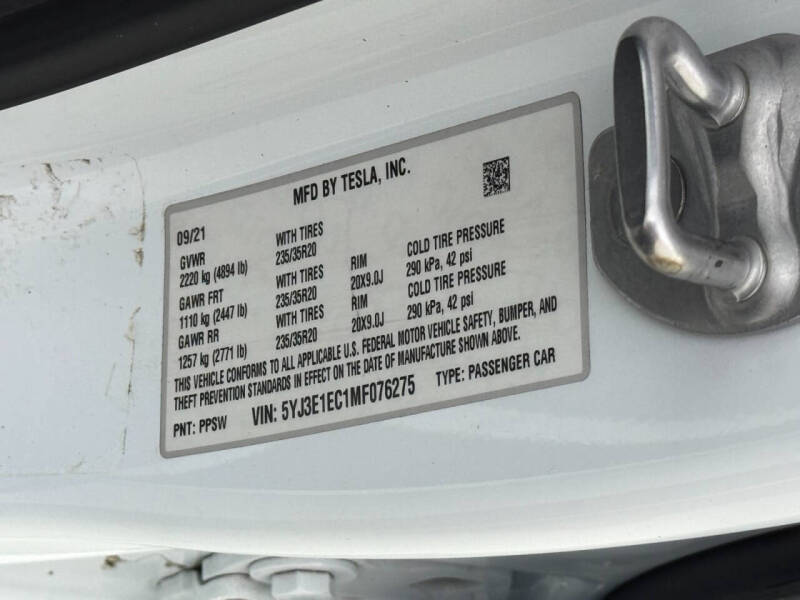 MFD BY TESLA, INC.
09/21
GVWR WITH TIRES
2220 kg (4894 lb) 235/35R20 RIM COLD TIRE PRESSURE
GAWR FRT WITH TIRES 20X9.0J 290 kPa, 42 psi
1110 kg (2447 lb) 235/35R20 RIM COLD TIRE PRESSURE
GAWR RR WITH TIRES 20X9.0J 290 kPa, 42 psi
1257 kg (2771 lb) 235/35R20
THIS VEHICLE CONFORMS TO ALL APPLICABLE U.S. FEDERAL MOTOR VEHICLE SAFETY, BUMPER, AND
THEFT PREVENTION STANDARDS IN EFFECT ON THE DATE OF MANUFACTURE SHOWN ABOVE.
PNT: PPSW VIN: 5YJ3E1EC1MF076275 TYPE: PASSENGER CAR